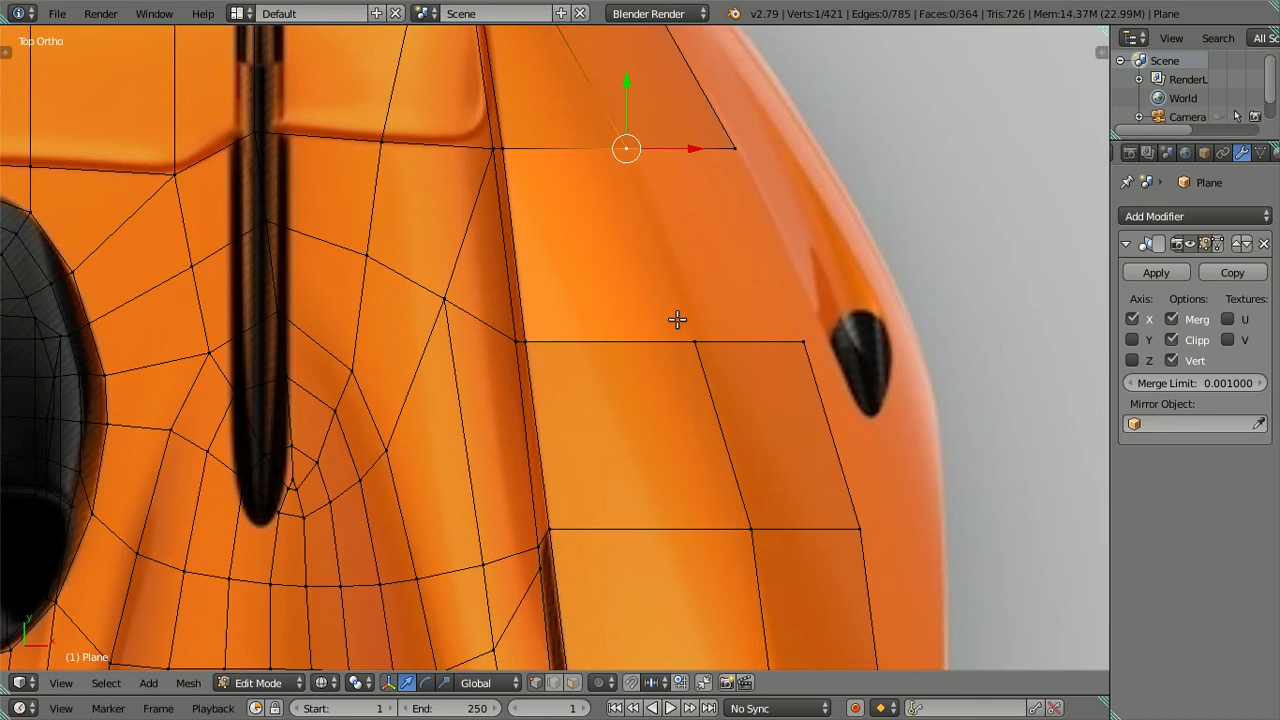 File Render Window Help Default Scene Blender Render v2.79 | Verts:1/421 | Edges:0/785 | Faces:0/364 | Tris:726 | Mem:14.37M (22.99M) | Plane
Top Ortho
View Search All Sc
Scene
RenderL
World
Camera
Plane
Add Modifier
Apply Copy
Axis: Options: Textures:
X Merg U
Y Clipp V
Z Vert
Merge Limit: 0.001000
Mirror Object:
y
x
(1) Plane
View Select Add Mesh Edit Mode Global
View Marker Frame Playback Start: 1 End: 250 1 No Sync